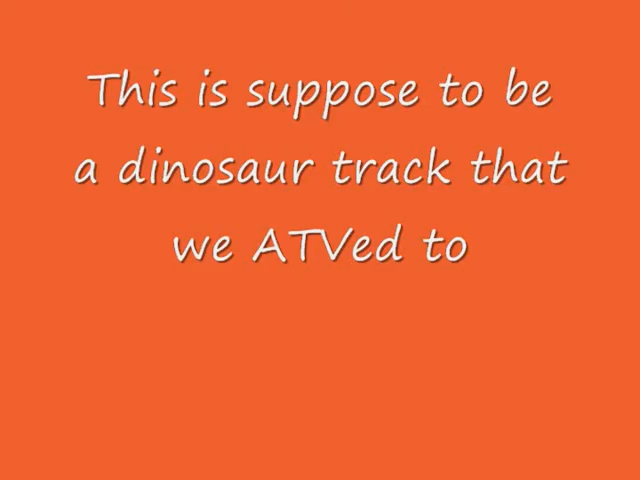 This is suppose to be
a dinosaur track that
we ATVed to